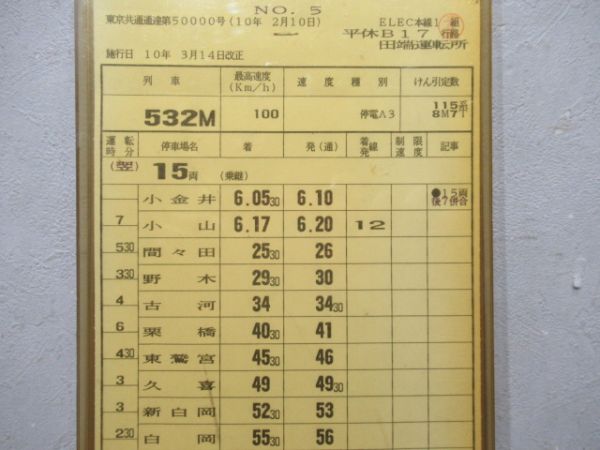 NO. 5
東京共通通達第50000号(10年 2月10日)
ELEC本線1 組
平休B17 行路
田端運転所
施行日 10年 3月14日改正
列車 最高速度(Km/h) 速度種別 けん引定数
532M 100 停電A3 115系 8M7T
運転時分 停車場名 着 発(通) 着線発線 制限速度 記事
(翌) 15両 (乗継)
小金井 6.05 30 6.10 ●15両 後7併合
7 小山 6.17 6.20 12
5 30 間々田 25 30 26
3 30 野木 29 30 30
4 古河 34 34 30
6 栗橋 40 30 41
4 30 東鷲宮 45 30 46
3 久喜 49 49 30
3 新白岡 52 30 53
2 30 白岡 55 30 56